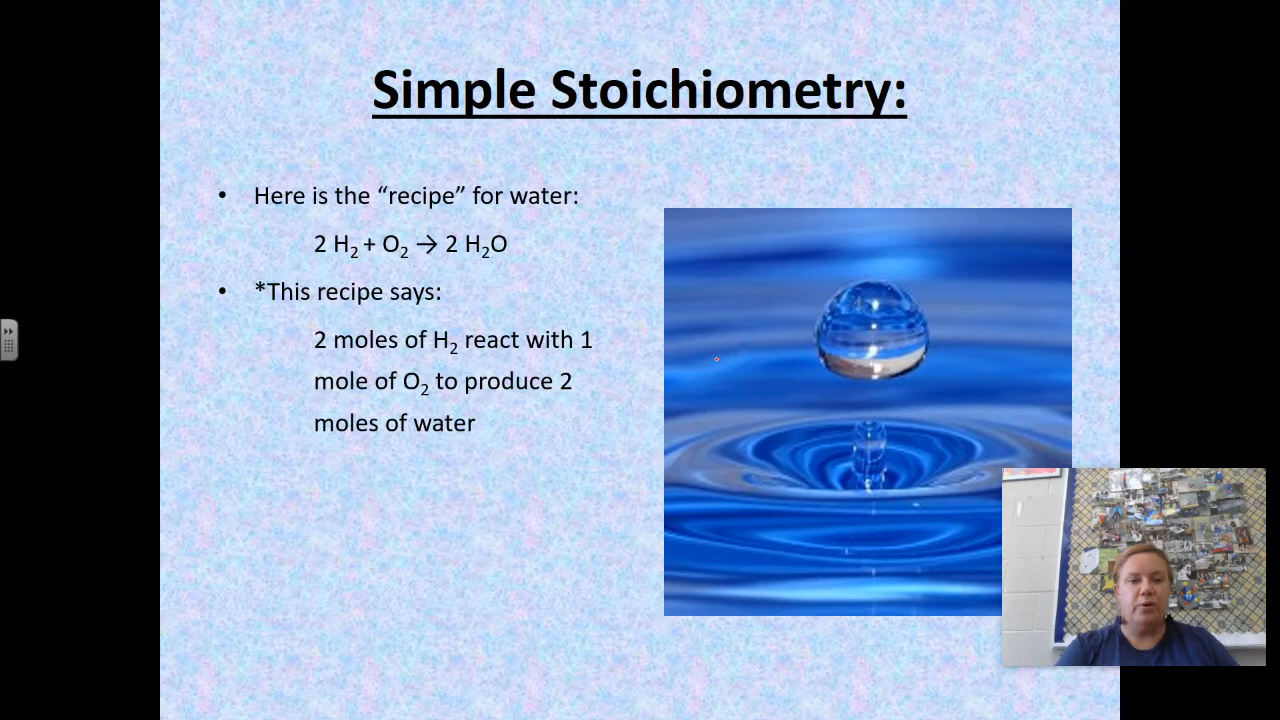 Simple Stoichiometry:
• Here is the “recipe” for water:
2 H₂ + O₂ → 2 H₂O
• *This recipe says:
2 moles of H₂ react with 1
mole of O₂ to produce 2
moles of water